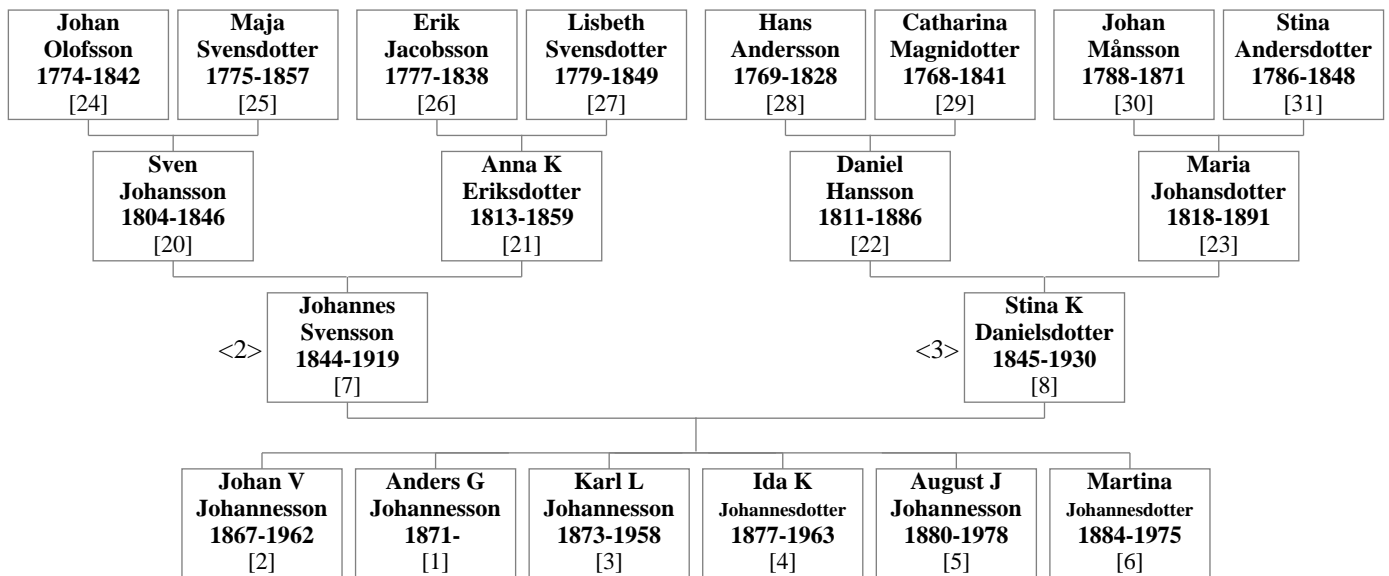 Johan
Olofsson
1774-1842
[24]
Maja
Svensdotter
1775-1857
[25]
Erik
Jacobsson
1777-1838
[26]
Lisbeth
Svensdotter
1779-1849
[27]
Hans
Andersson
1769-1828
[28]
Catharina
Magnidotter
1768-1841
[29]
Johan
Månsson
1788-1871
[30]
Stina
Andersdotter
1786-1848
[31]
Sven
Johansson
1804-1846
[20]
Anna K
Eriksdotter
1813-1859
[21]
Daniel
Hansson
1811-1886
[22]
Maria
Johansdotter
1818-1891
[23]
<2>
Johannes
Svensson
1844-1919
[7]
<3>
Stina K
Danielsdotter
1845-1930
[8]
Johan V
Johannesson
1867-1962
[2]
Anders G
Johannesson
1871-
[1]
Karl L
Johannesson
1873-1958
[3]
Ida K
Johannesdotter
1877-1963
[4]
August J
Johannesson
1880-1978
[5]
Martina
Johannesdotter
1884-1975
[6]